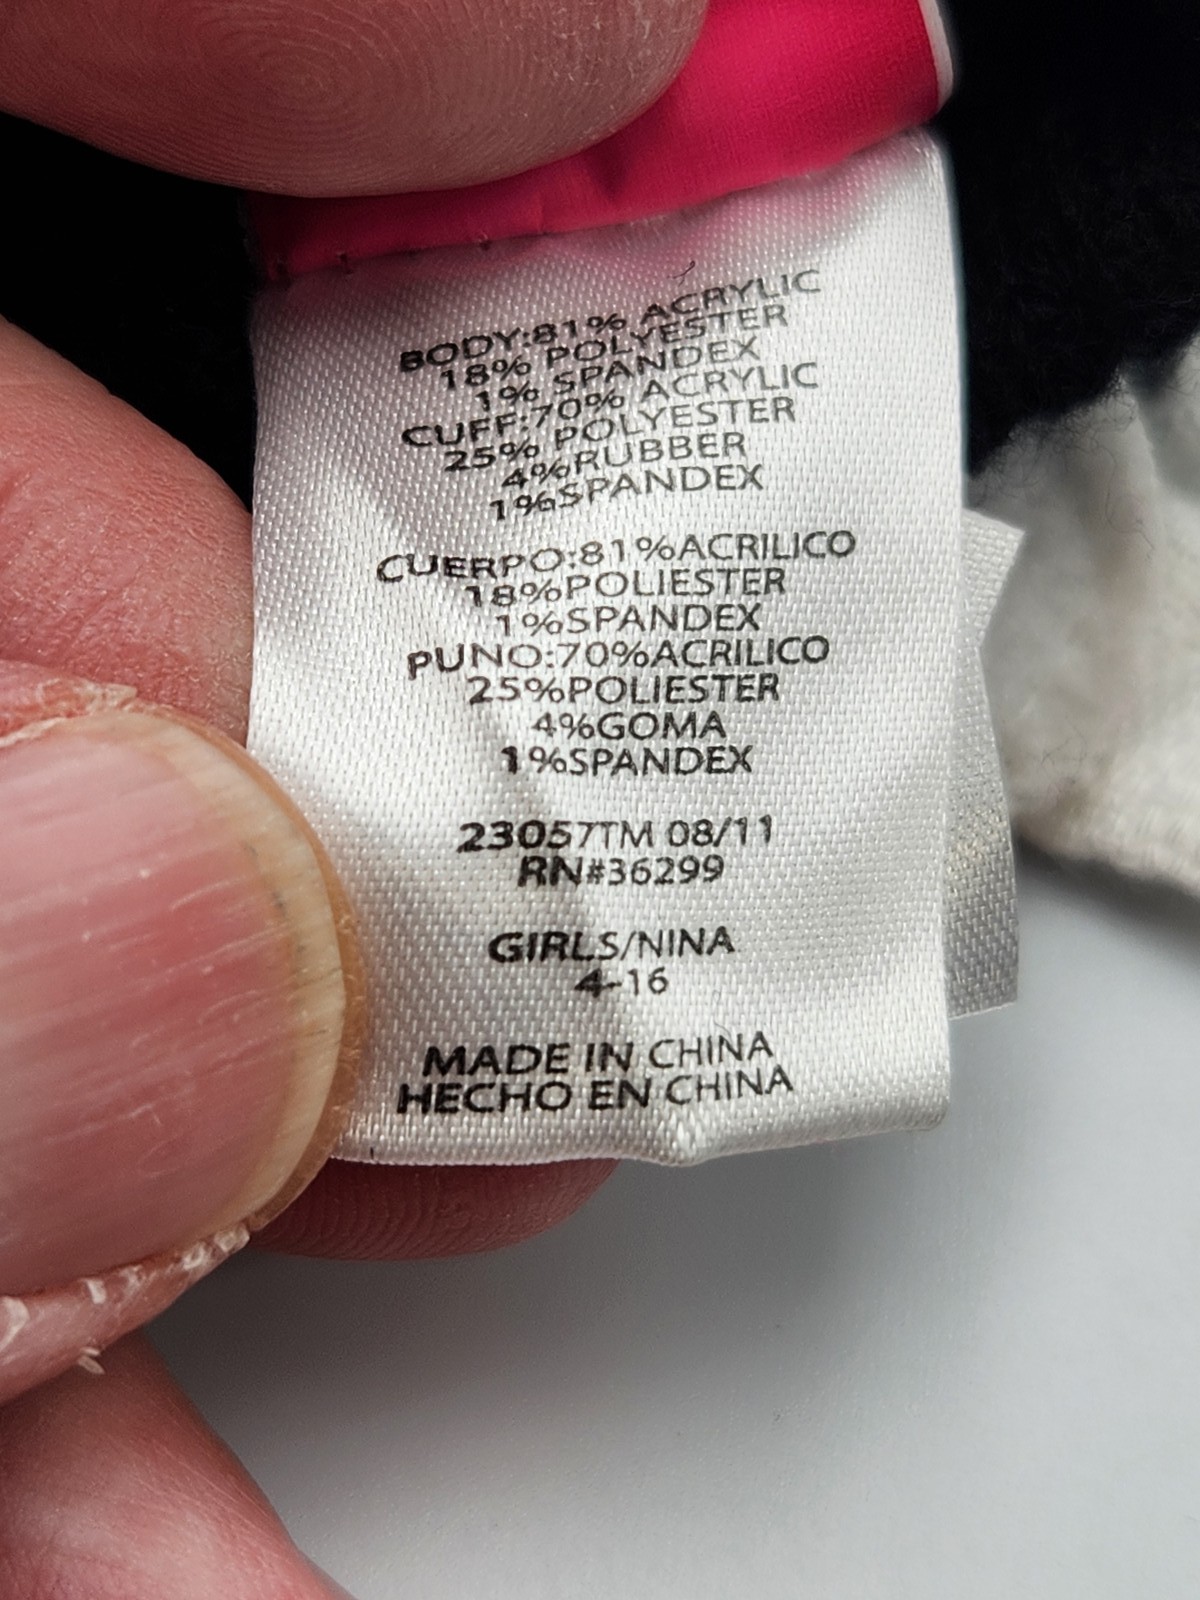 BODY:81% ACRYLIC
18% POLYESTER
1% SPANDEX
CUFF:70% ACRYLIC
25% POLYESTER
4%RUBBER
1%SPANDEX
CUERPO:81%ACRILICO
18%POLIESTER
1%SPANDEX
PUNO:70%ACRILICO
25%POLIESTER
4%GOMA
1%SPANDEX
23057TM 08/11
RN#36299
GIRLS/NINA
4-16
MADE IN CHINA
HECHO EN CHINA